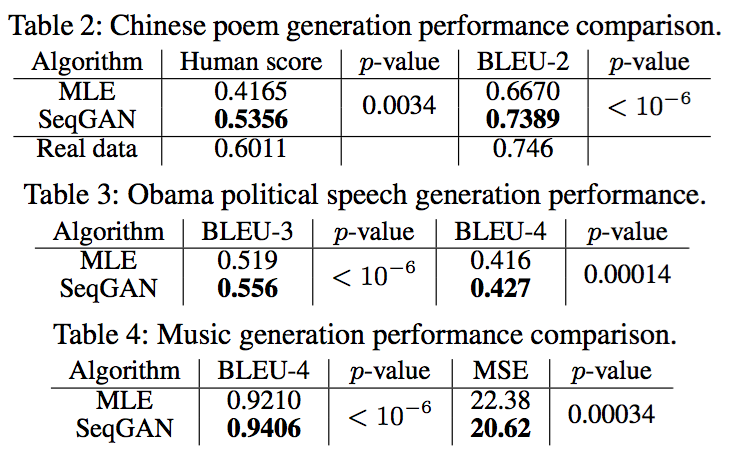 Table 2: Chinese poem generation performance comparison.
Algorithm Human score p-value BLEU-2 p-value
MLE 0.4165 0.0034 0.6670 < 10⁻⁶
SeqGAN 0.5356 0.7389
Real data 0.6011 0.746
Table 3: Obama political speech generation performance.
Algorithm BLEU-3 p-value BLEU-4 p-value
MLE 0.519 < 10⁻⁶ 0.416 0.00014
SeqGAN 0.556 0.427
Table 4: Music generation performance comparison.
Algorithm BLEU-4 p-value MSE p-value
MLE 0.9210 < 10⁻⁶ 22.38 0.00034
SeqGAN 0.9406 20.62